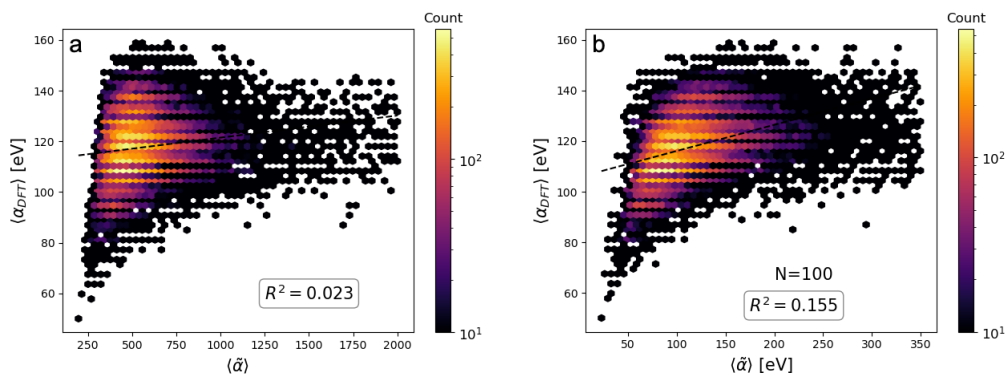 a
Count
160
140
120
100
80
60
⟨α_DFT⟩ [eV]
R² = 0.023
250 500 750 1000 1250 1500 1750 2000
⟨α̃⟩
10²
10¹
b
Count
160
140
120
100
80
60
⟨α_DFT⟩ [eV]
N=100
R² = 0.155
50 100 150 200 250 300 350
⟨α̃⟩ [eV]
10²
10¹